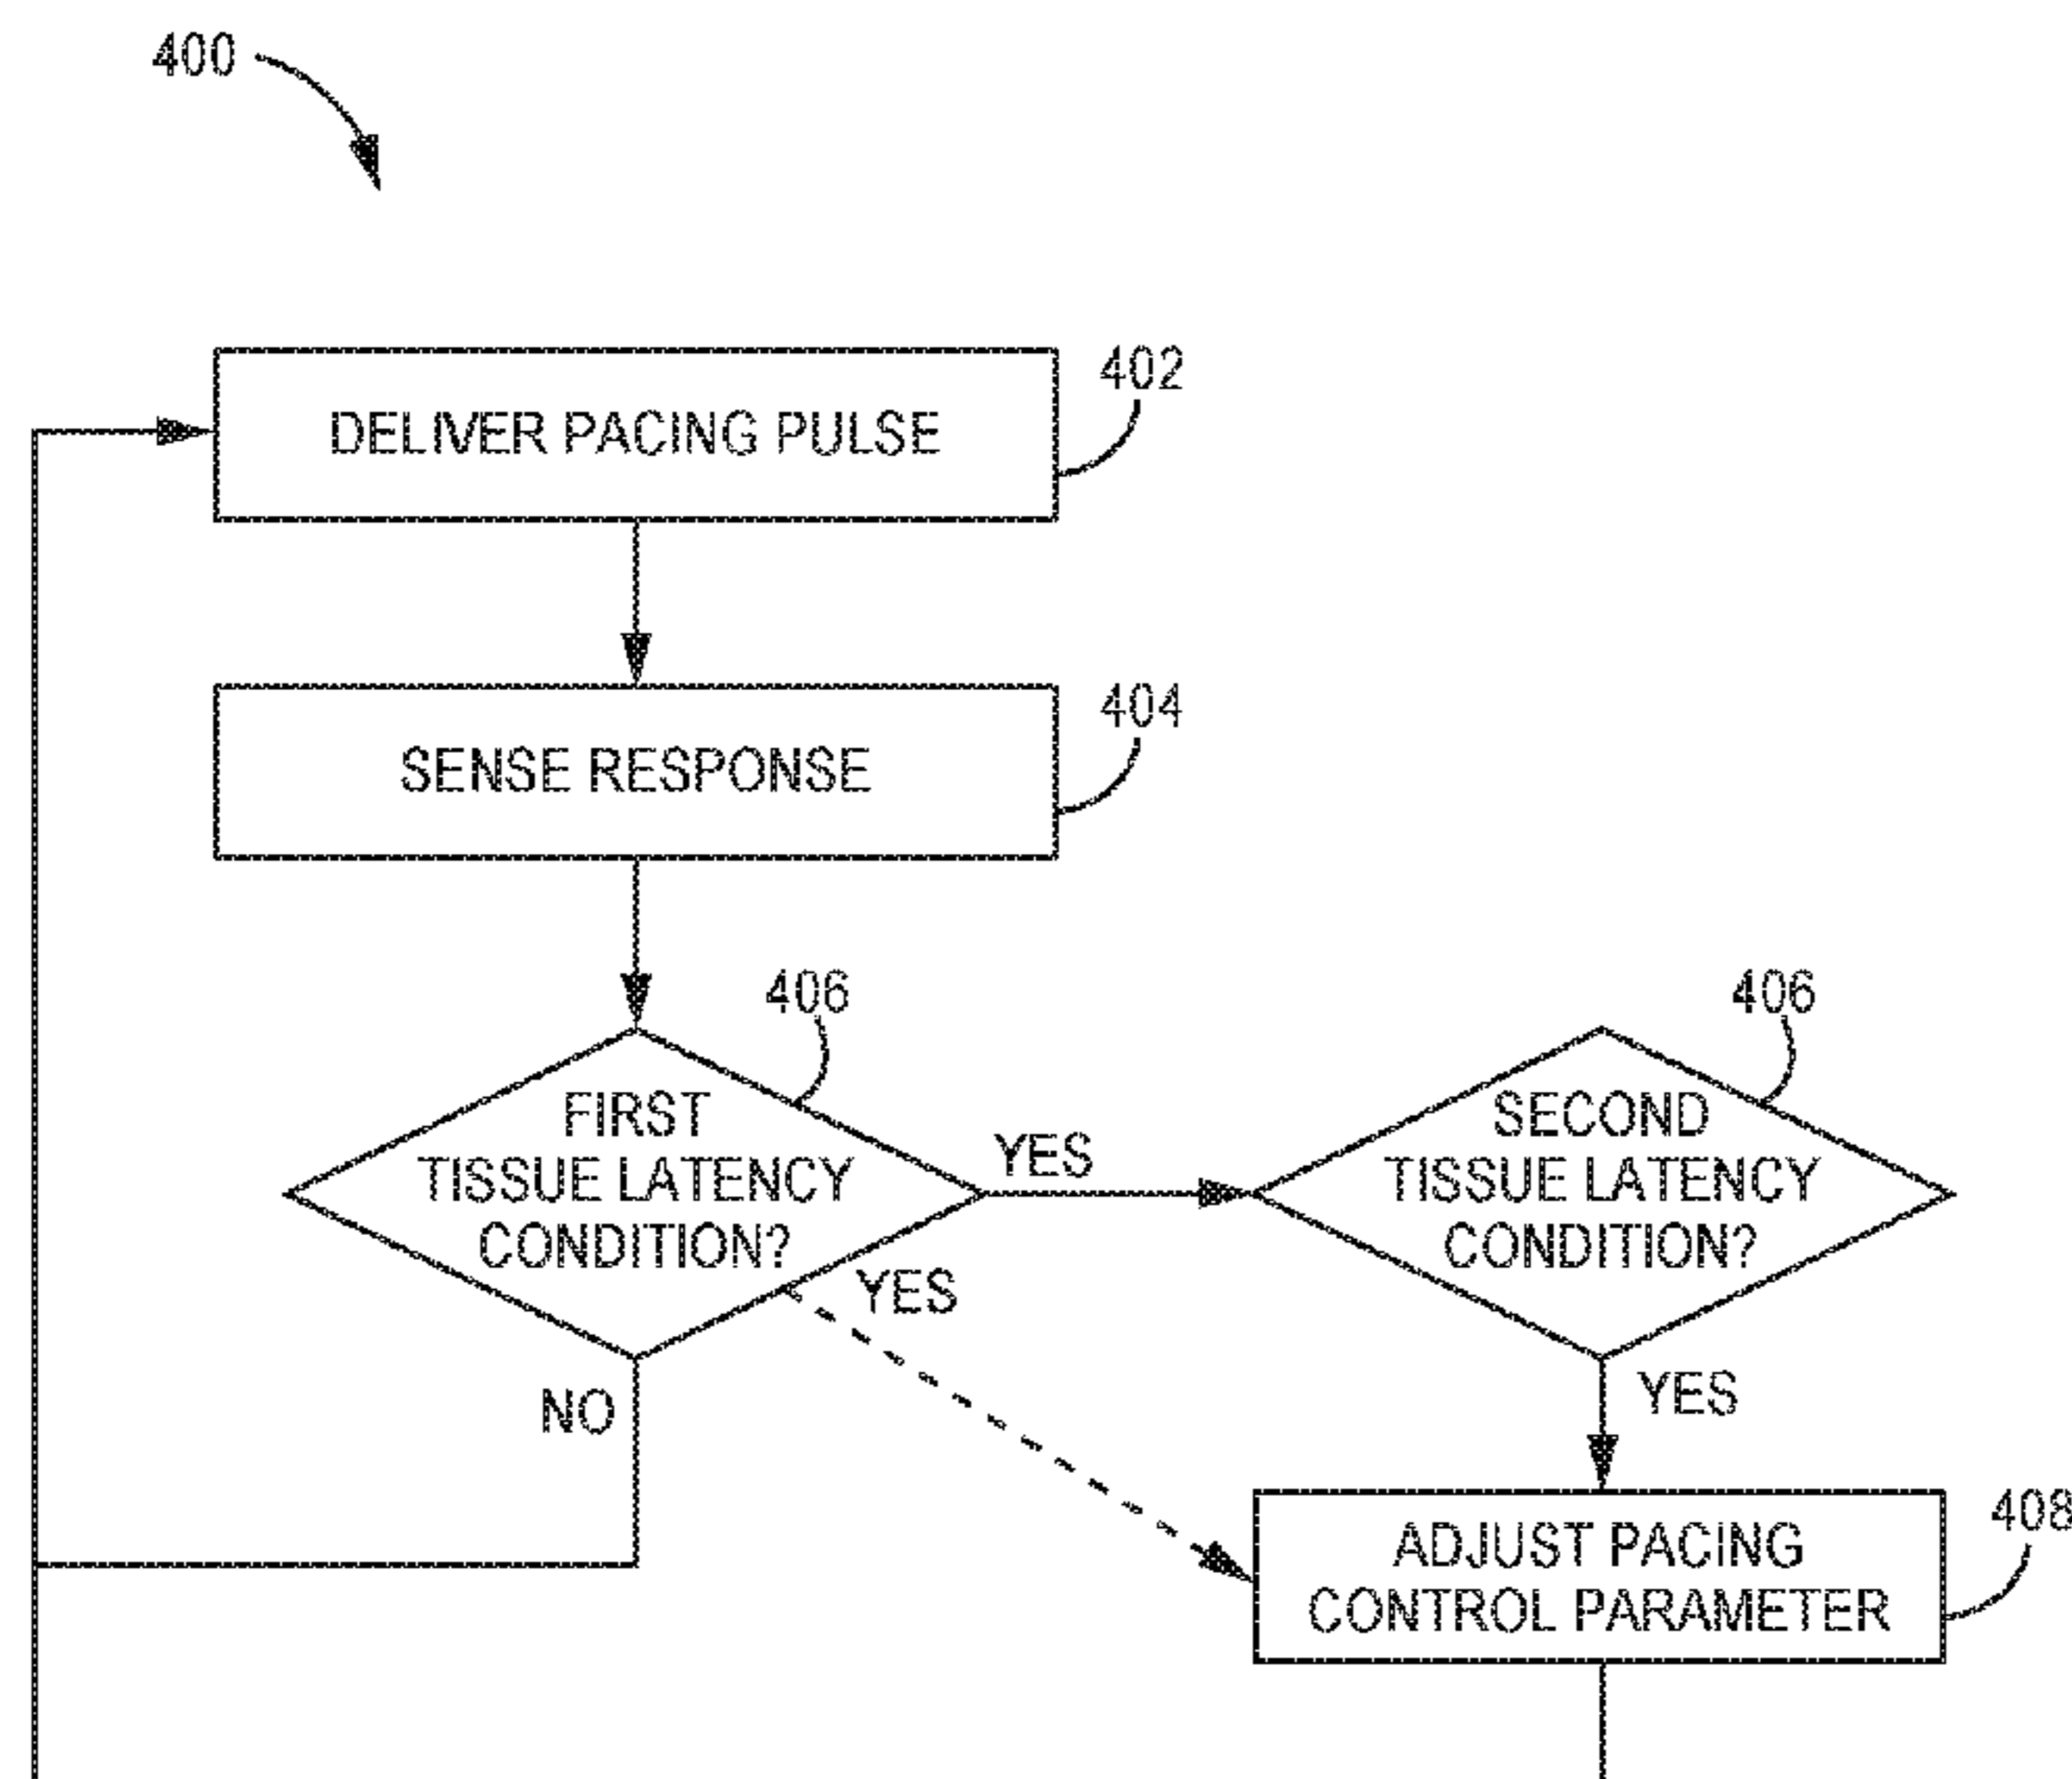 400
DELIVER PACING PULSE
402
SENSE RESPONSE
404
406
FIRST
TISSUE LATENCY
CONDITION?
YES
YES
NO
406
SECOND
TISSUE LATENCY
CONDITION?
YES
ADJUST PACING
CONTROL PARAMETER
408